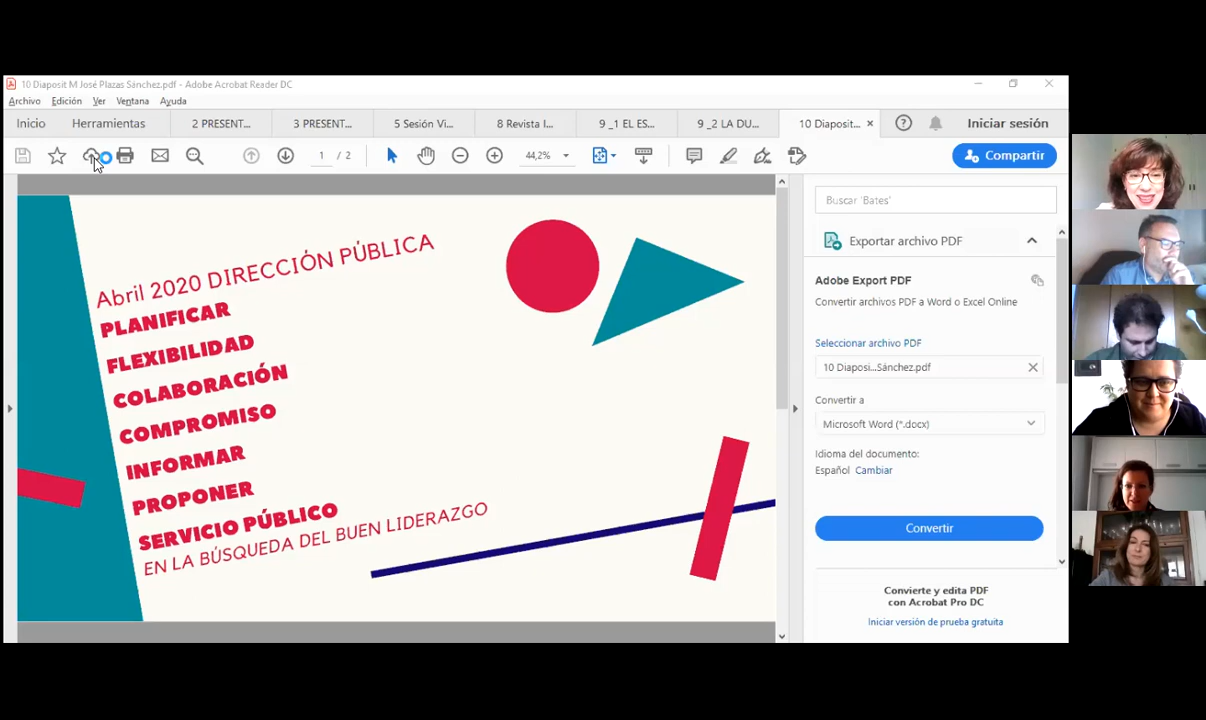 10 Diaposit M José Plazas Sánchez.pdf - Adobe Acrobat Reader DC
Archivo Edición Ver Ventana Ayuda
Inicio Herramientas 2 PRESENT... 3 PRESENT... 5 Sesión Vi... 8 Revista I... 9 _1 EL ES... 9 _2 LA DU... 10 Diaposit... × Iniciar sesión
1 / 2 44,2% Compartir
Abril 2020 DIRECCIÓN PÚBLICA
PLANIFICAR
FLEXIBILIDAD
COLABORACIÓN
COMPROMISO
INFORMAR
PROPONER
SERVICIO PÚBLICO
EN LA BÚSQUEDA DEL BUEN LIDERAZGO
Buscar 'Bates'
Exportar archivo PDF
Adobe Export PDF
Convertir archivos PDF a Word o Excel Online
Seleccionar archivo PDF
10 Diaposi...Sánchez.pdf
Convertir a
Microsoft Word (*.docx)
Idioma del documento:
Español Cambiar
Convertir
Convierte y edita PDF
con Acrobat Pro DC
Iniciar versión de prueba gratuita